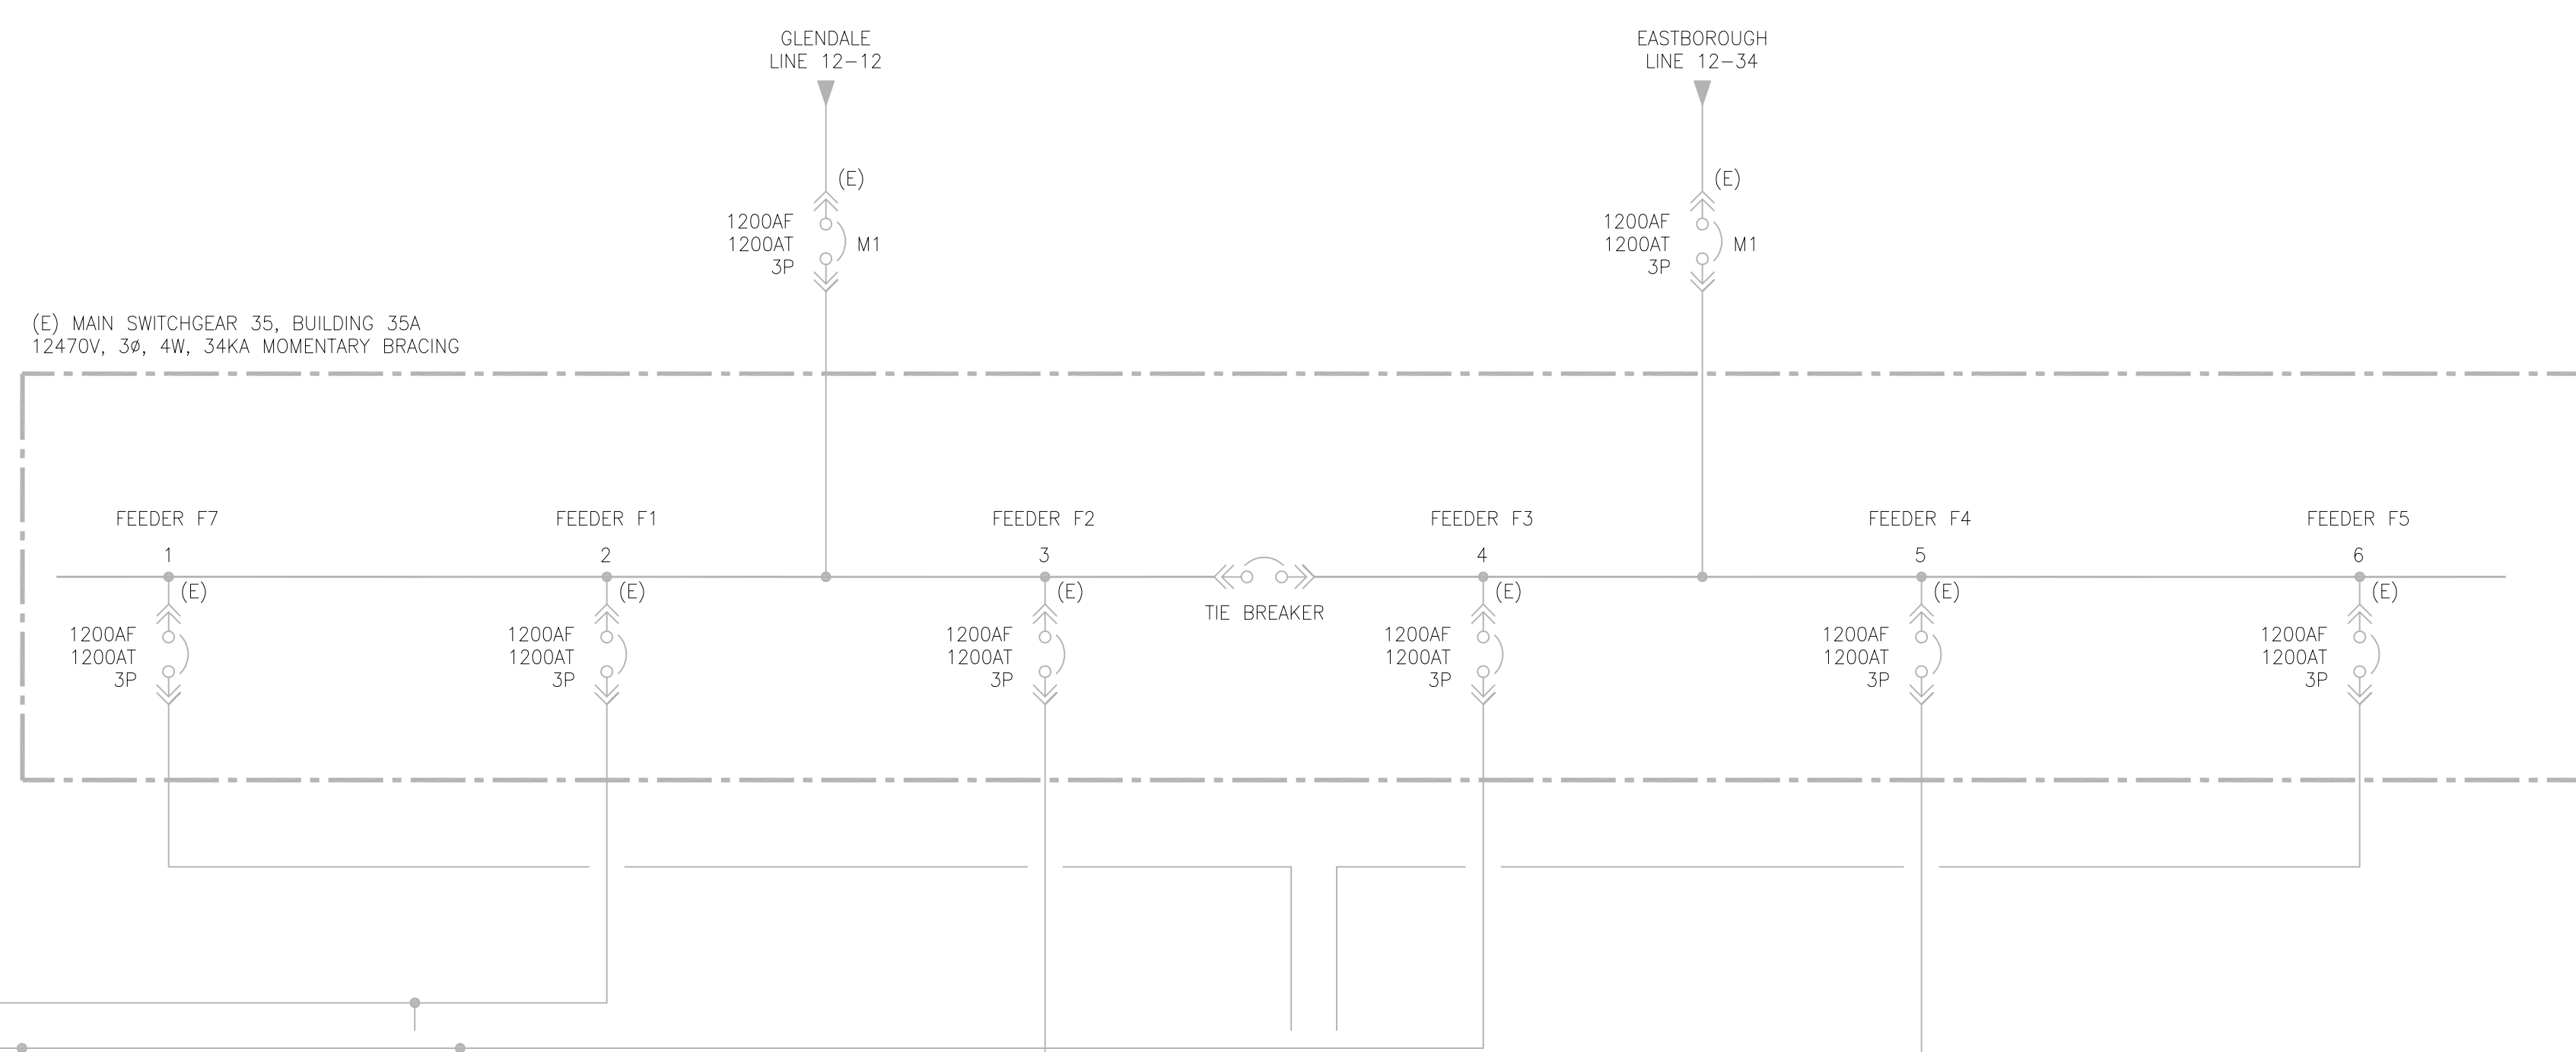 GLENDALE
LINE 12-12
EASTBOROUGH
LINE 12-34
(E)
1200AF
1200AT
3P
M1
(E)
1200AF
1200AT
3P
M1
(E) MAIN SWITCHGEAR 35, BUILDING 35A
12470V, 3ø, 4W, 34KA MOMENTARY BRACING
FEEDER F7
1
(E)
1200AF
1200AT
3P
FEEDER F1
2
(E)
1200AF
1200AT
3P
FEEDER F2
3
(E)
1200AF
1200AT
3P
TIE BREAKER
FEEDER F3
4
(E)
1200AF
1200AT
3P
FEEDER F4
5
(E)
1200AF
1200AT
3P
FEEDER F5
6
(E)
1200AF
1200AT
3P